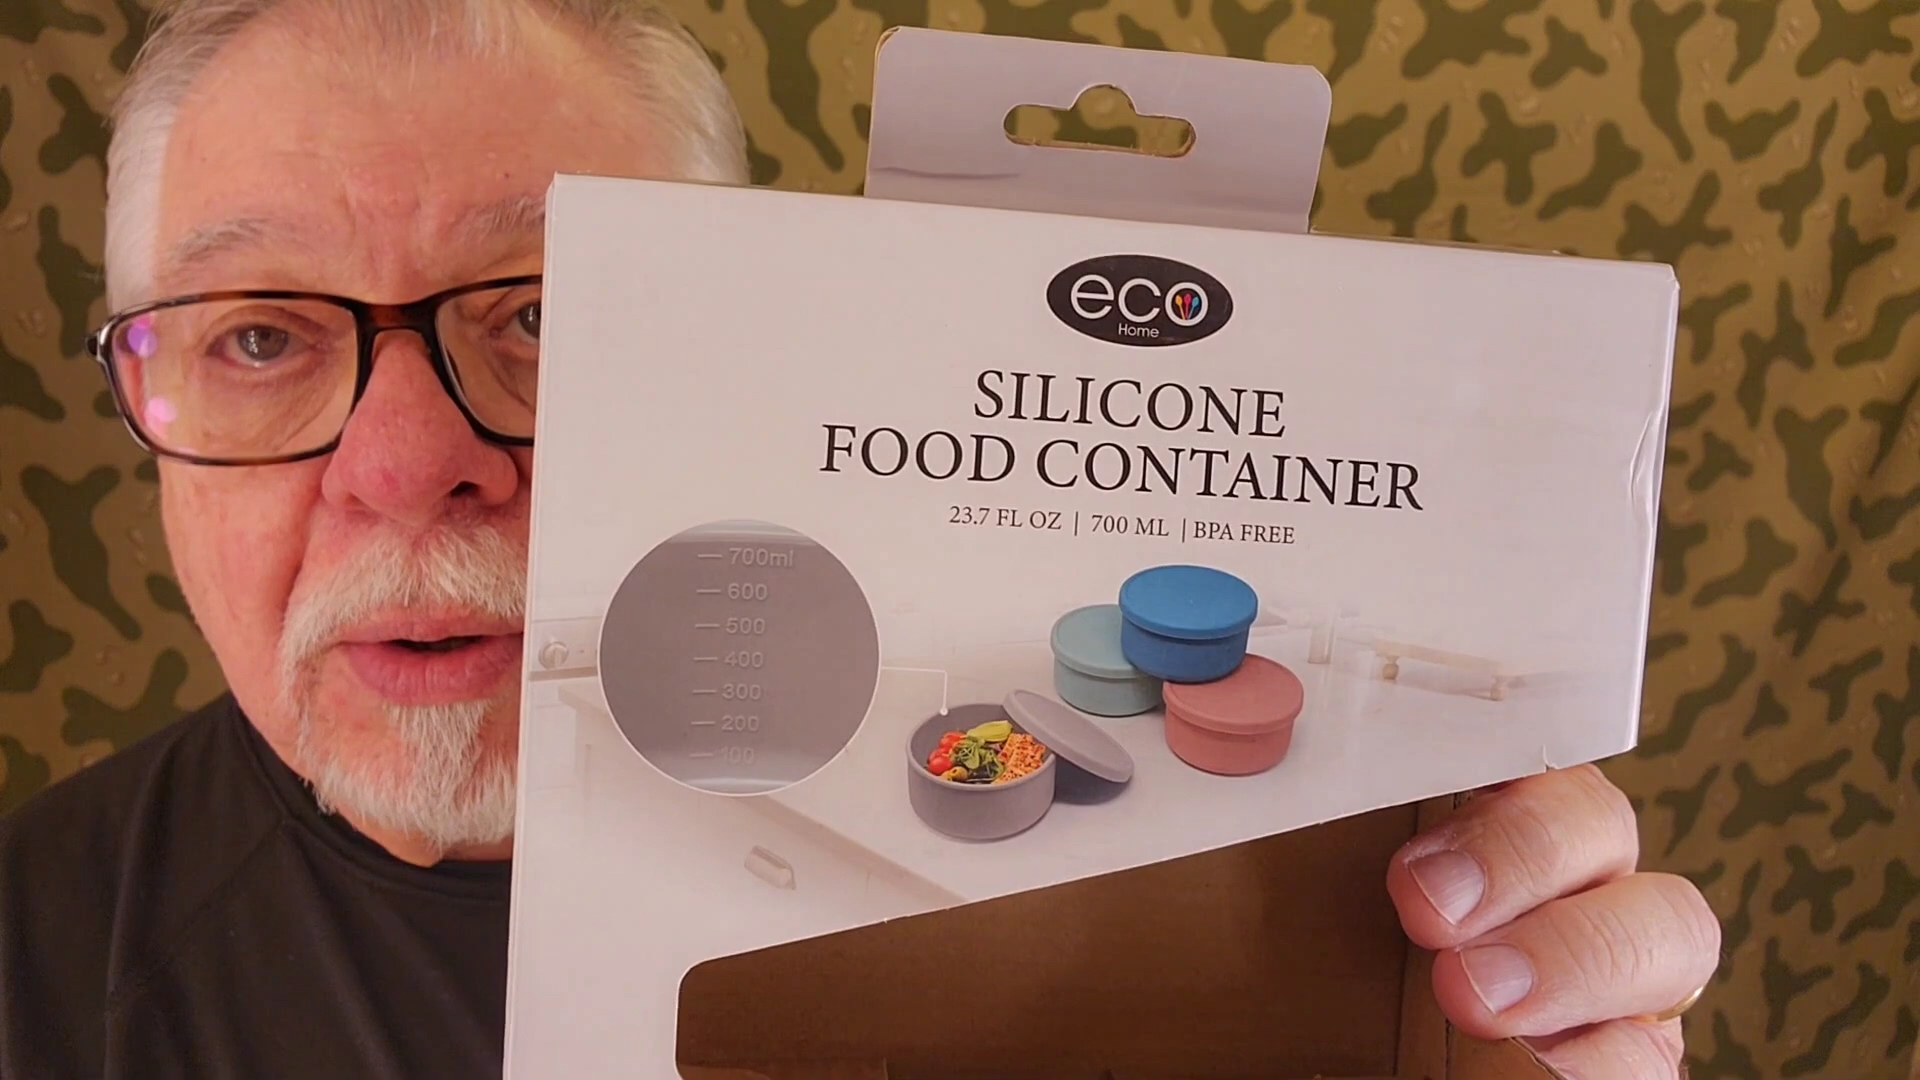 eco
Home
SILICONE
FOOD CONTAINER
23.7 FL OZ | 700 ML | BPA FREE
700ml
600
500
400
300
200
100